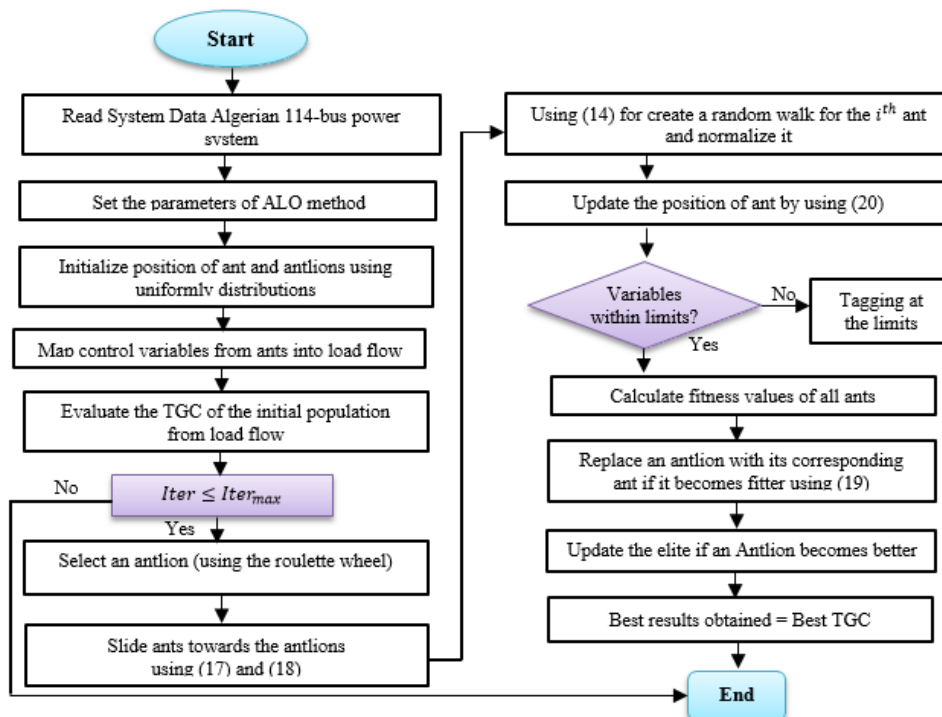 Start
Read System Data Algerian 114-bus power
system
Set the parameters of ALO method
Initialize position of ant and antlions using
uniformly distributions
Map control variables from ants into load flow
Evaluate the TGC of the initial population
from load flow
No
Iter ≤ Iter_max
Yes
Select an antlion (using the roulette wheel)
Slide ants towards the antlions
using (17) and (18)
Using (14) for create a random walk for the i^th ant
and normalize it
Update the position of ant by using (20)
Variables
within limits?
No
Tagging at
the limits
Yes
Calculate fitness values of all ants
Replace an antlion with its corresponding
ant if it becomes fitter using (19)
Update the elite if an Antlion becomes better
Best results obtained = Best TGC
End